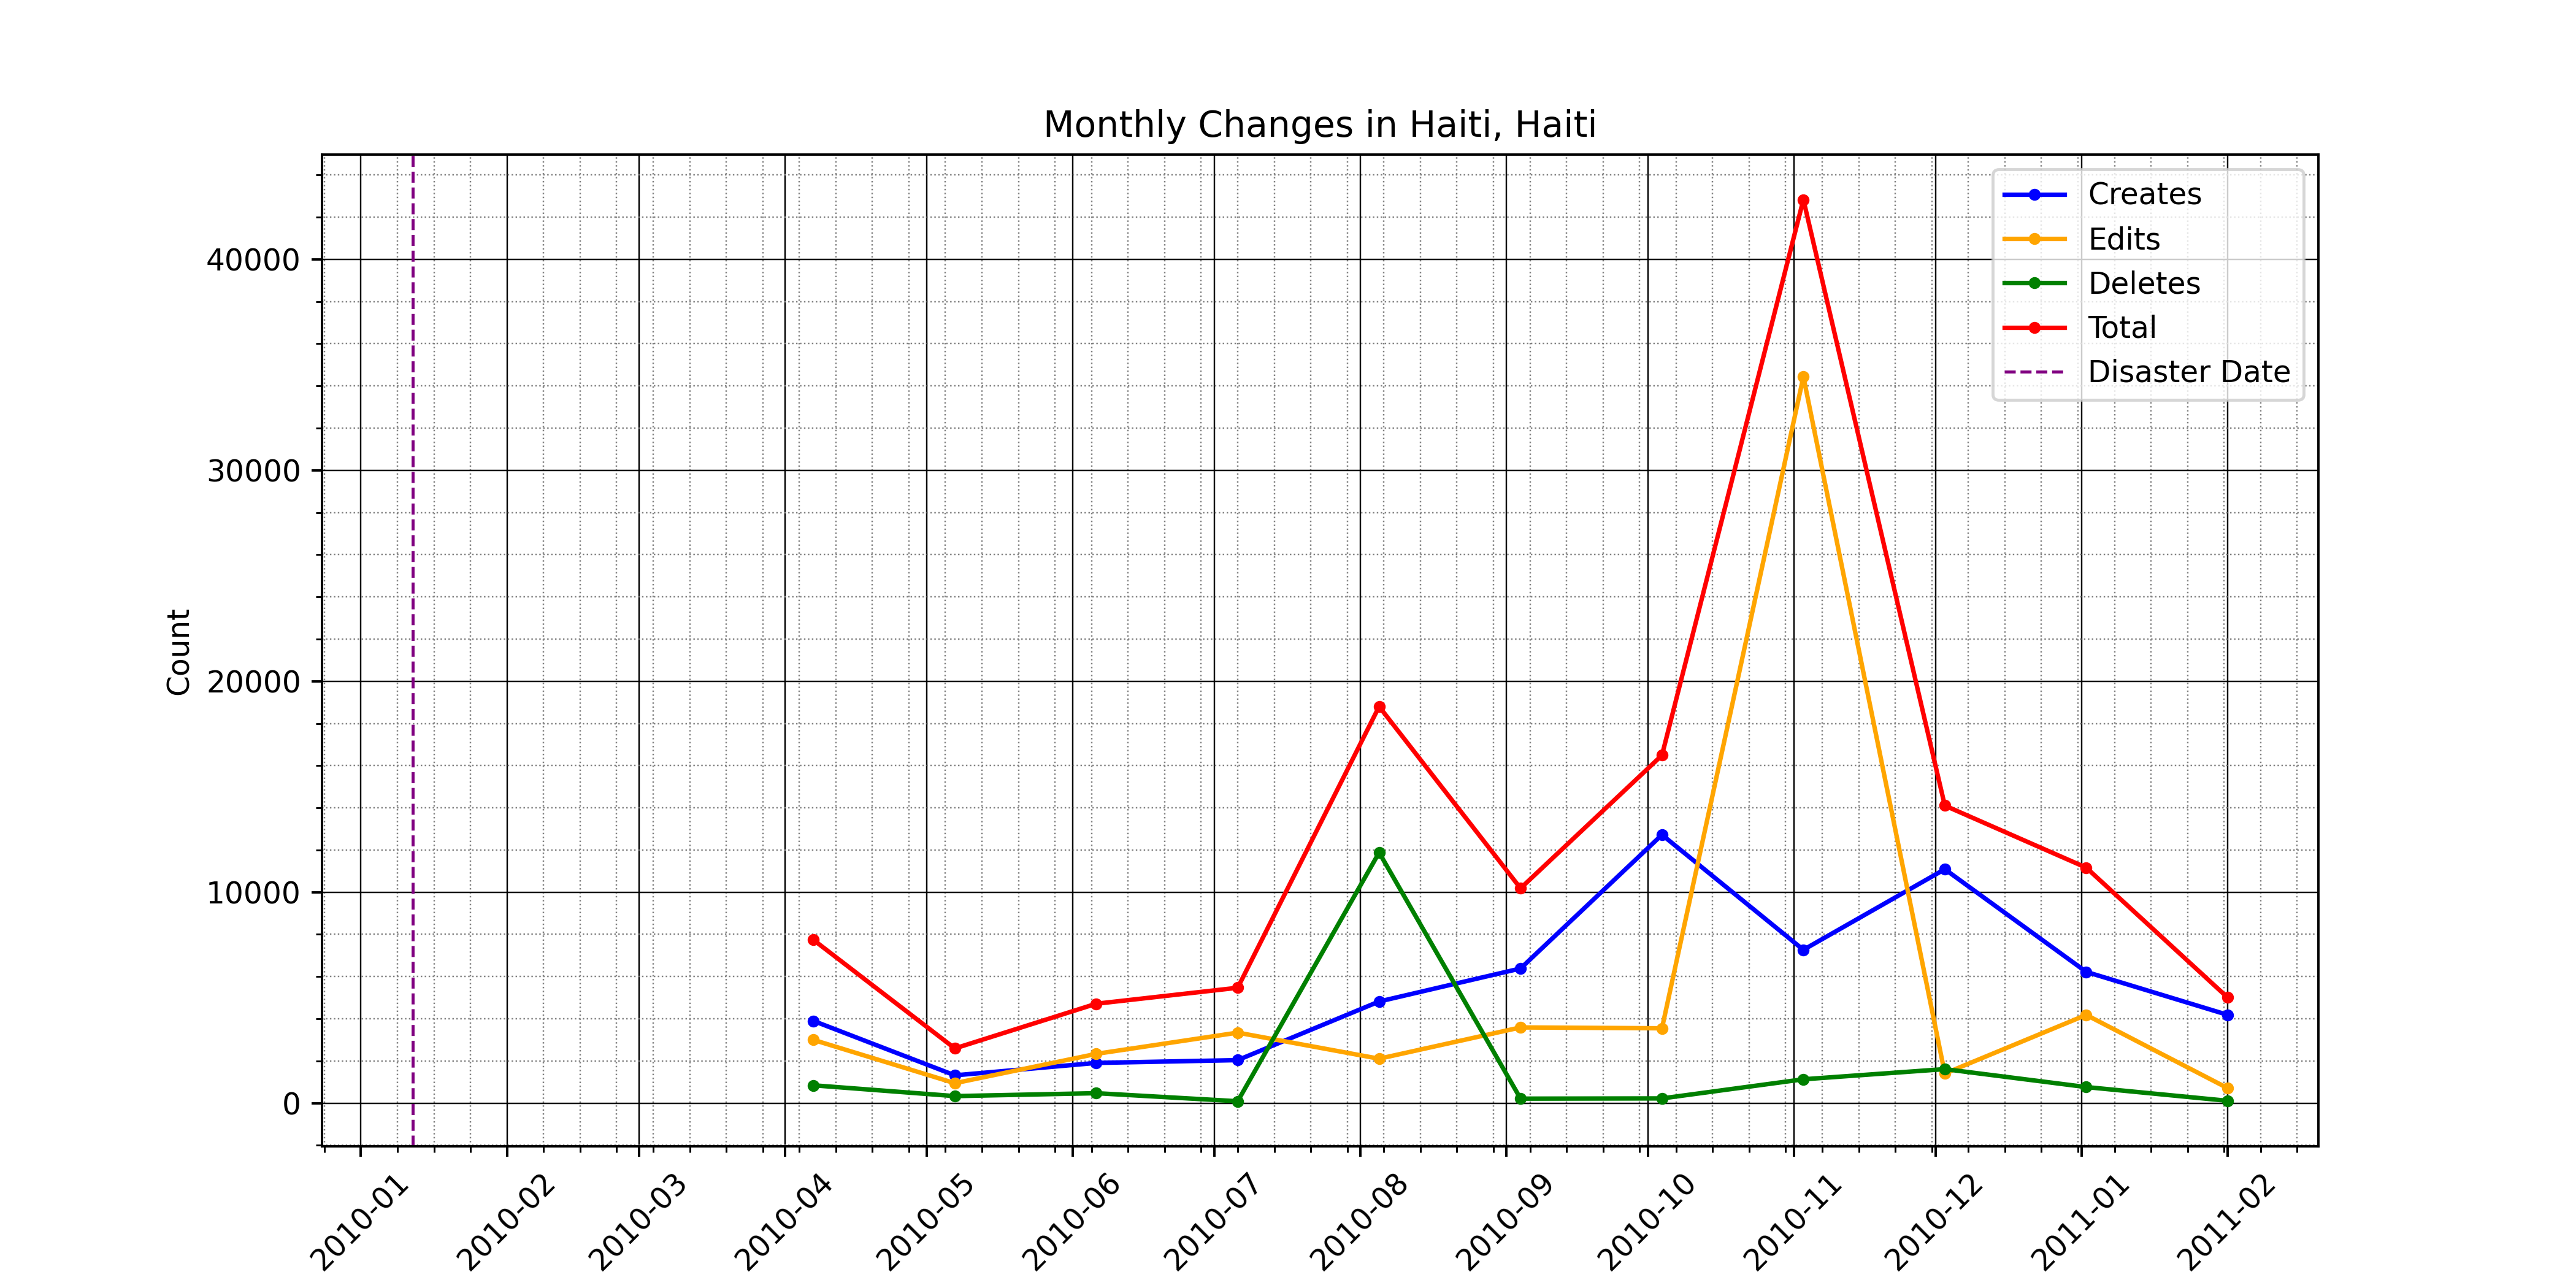 Monthly Changes in Haiti, Haiti
Creates
Edits
Deletes
Total
Disaster Date
Count
40000
30000
20000
10000
0
2010-01
2010-02
2010-03
2010-04
2010-05
2010-06
2010-07
2010-08
2010-09
2010-10
2010-11
2010-12
2011-01
2011-02